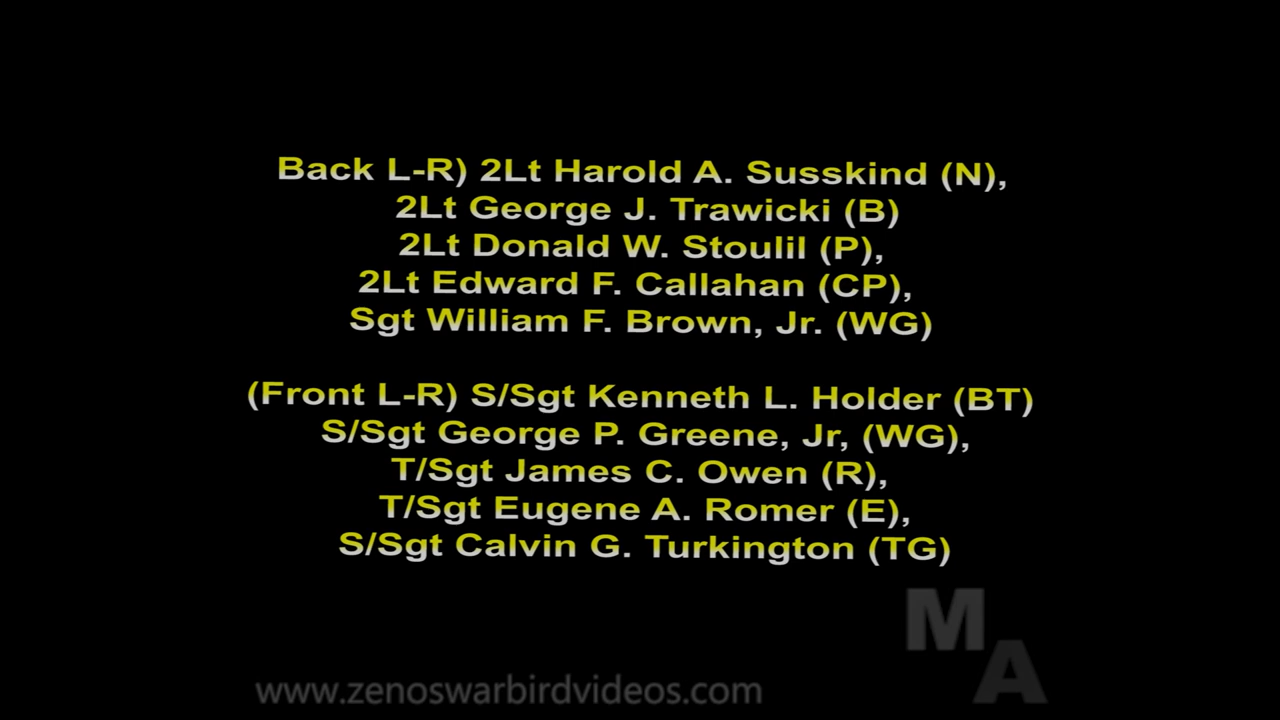 Back L-R) 2Lt Harold A. Susskind (N),
2Lt George J. Trawicki (B)
2Lt Donald W. Stoulil (P),
2Lt Edward F. Callahan (CP),
Sgt William F. Brown, Jr. (WG)
(Front L-R) S/Sgt Kenneth L. Holder (BT)
S/Sgt George P. Greene, Jr, (WG),
T/Sgt James C. Owen (R),
T/Sgt Eugene A. Romer (E),
S/Sgt Calvin G. Turkington (TG)
M
A
www.zenoswarbirdvideos.com